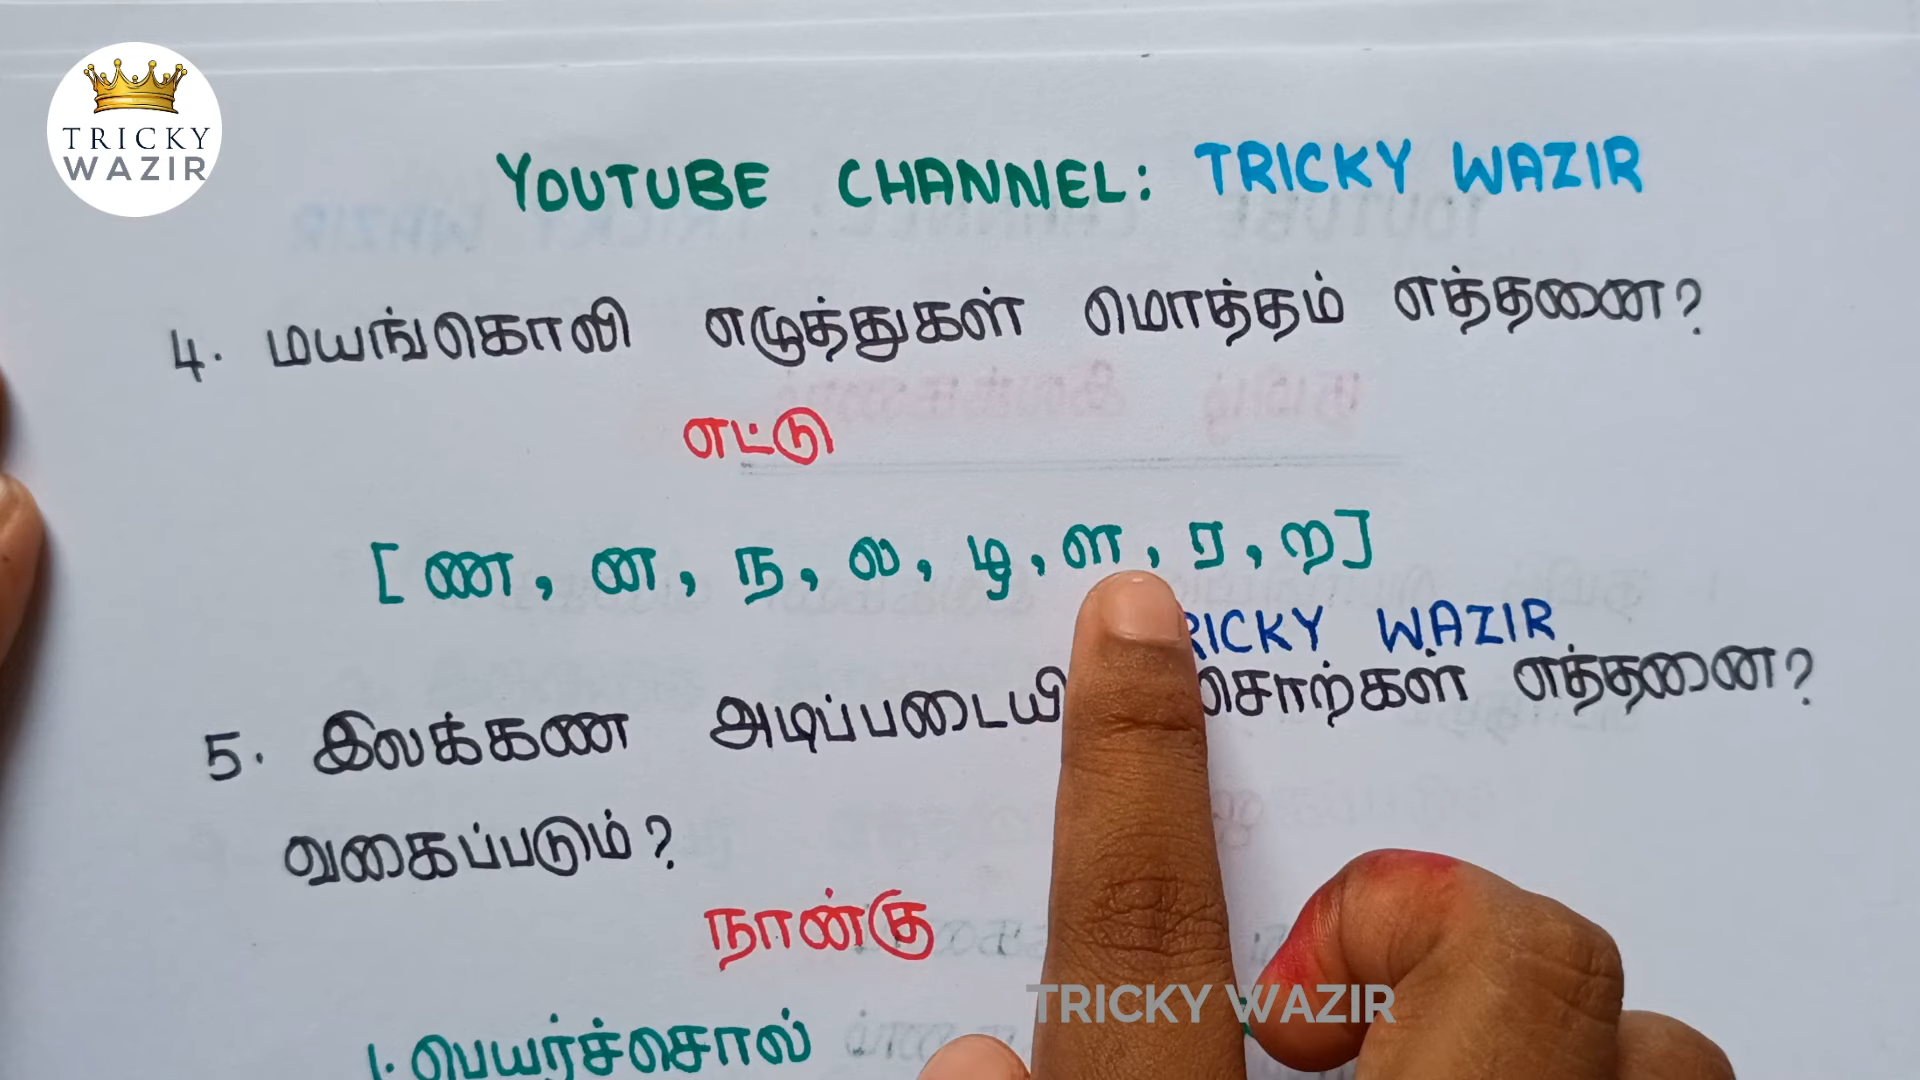 TRICKY
WAZIR
YOUTUBE CHANNEL: TRICKY WAZIR
4. மயங்கொலி எழுத்துகள் மொத்தம் எத்தனை?
எட்டு
[ ண, ன, ந, ல, ழ, ள, ர, ற ]
RICKY WAZIR
5. இலக்கண அடிப்படையி சொற்கள் எத்தனை?
வகைப்படும்?
நான்கு
TRICKY WAZIR
1. பெயர்ச்சொல்